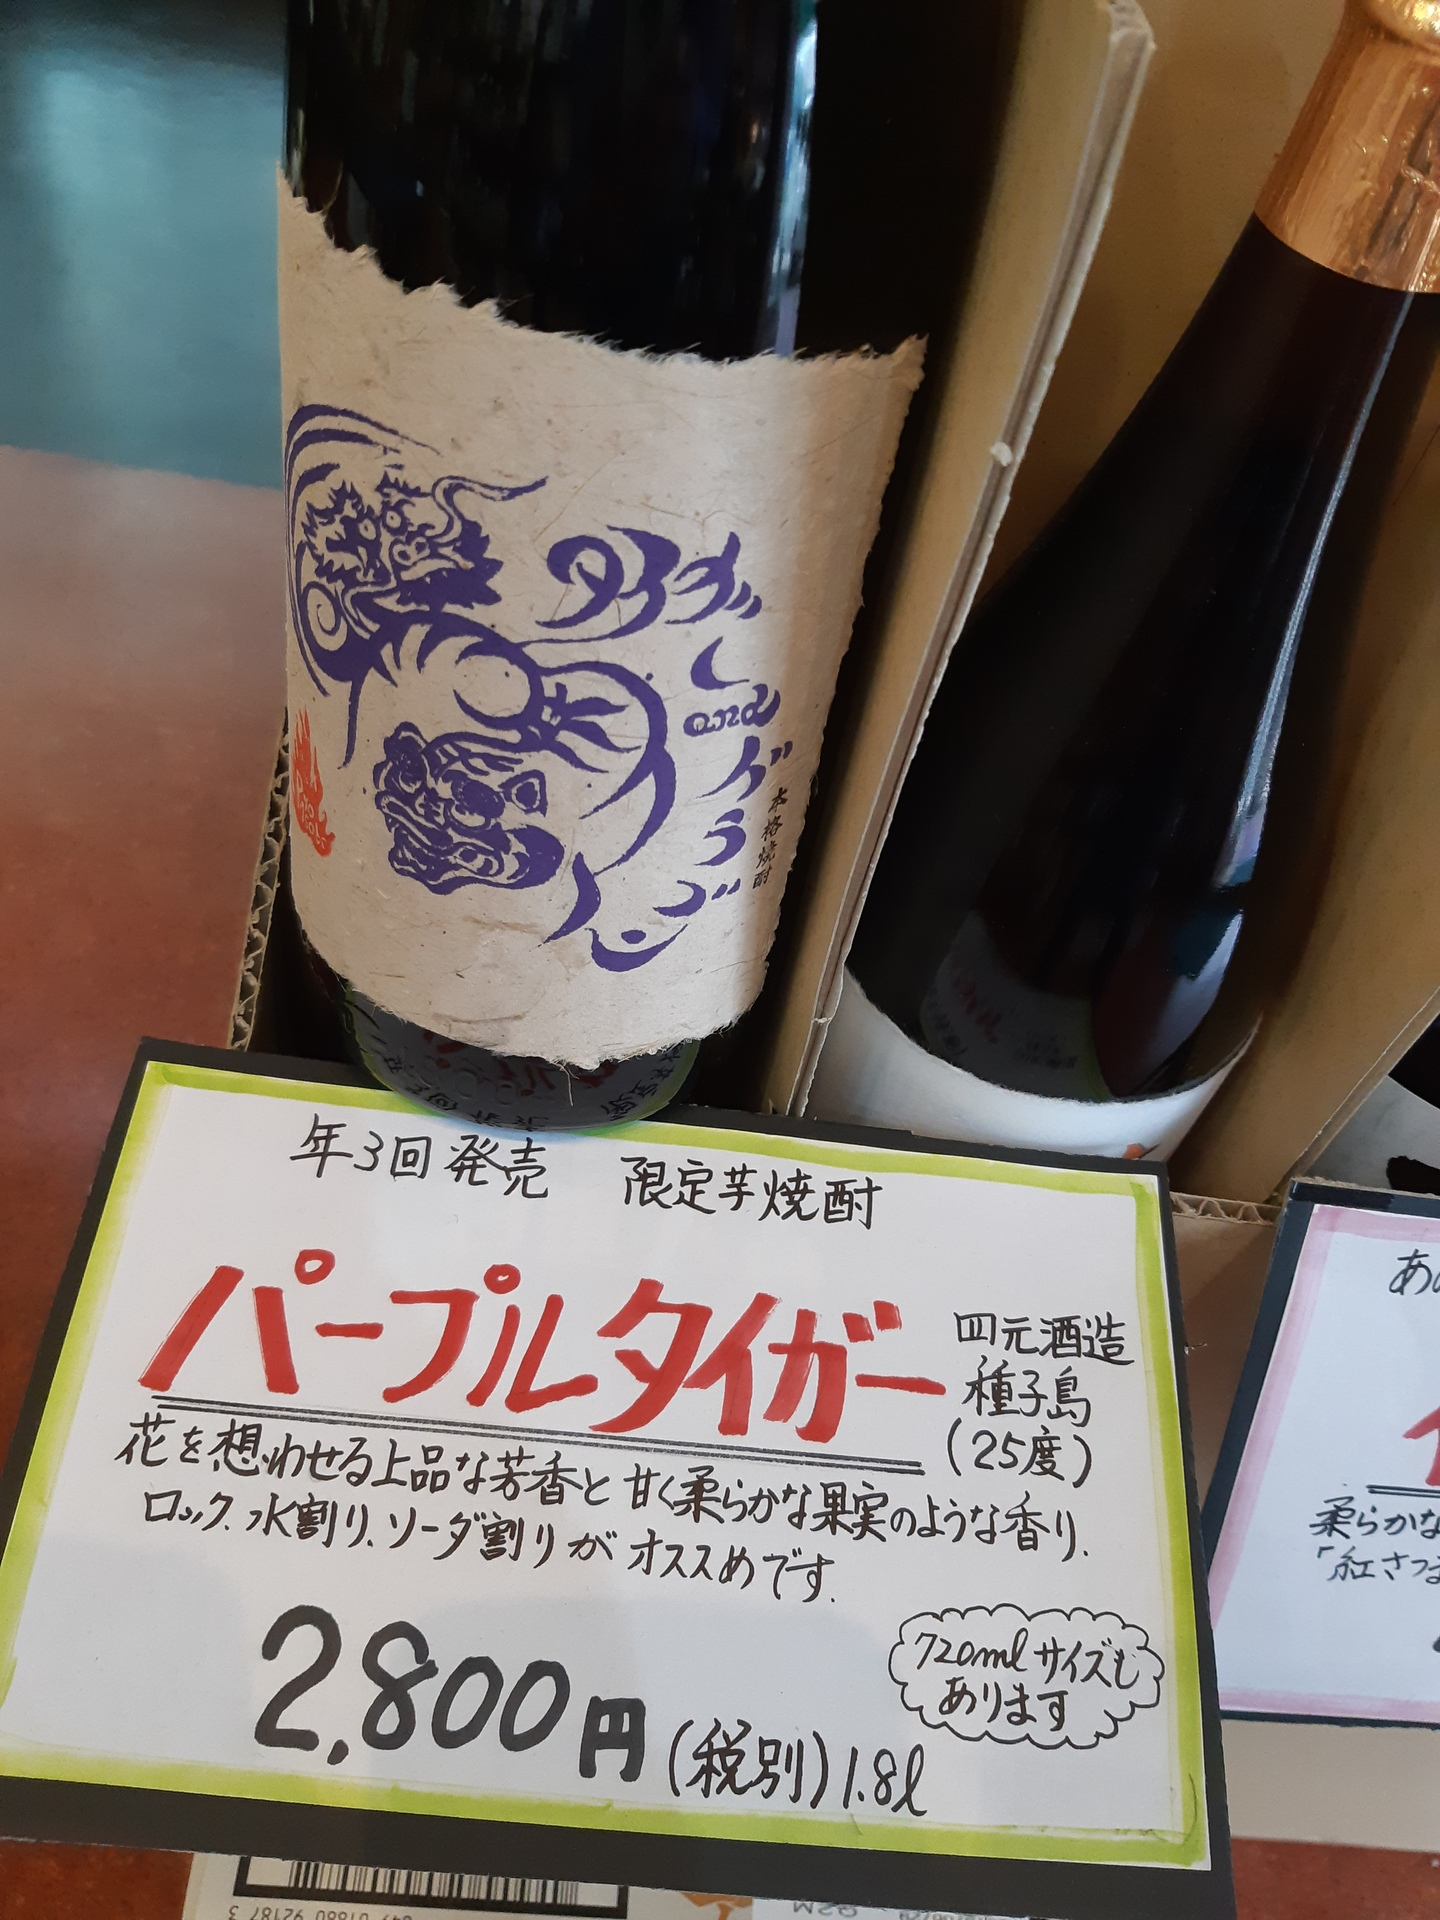 タイガー
and
ドラゴン
本格焼酎
年3回発売 限定芋焼酎
パープルタイガー
四元酒造
種子島
(25度)
花を想わせる上品な芳香と甘く柔らかな果実のような香り.
ロック.水割り.ソーダ割りがオススメです.
2,800円(税別)1.8ℓ
720mlサイズも
あります
柔らかな
「紅さつま